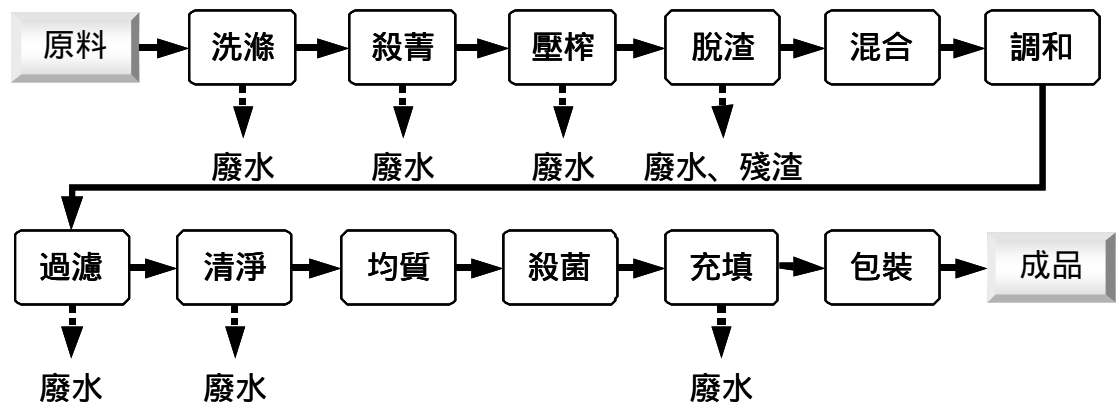 原料 洗滌 殺菁 壓榨 脫渣 混合 調和
廢水 廢水 廢水 廢水、殘渣
過濾 清淨 均質 殺菌 充填 包裝 成品
廢水 廢水 廢水